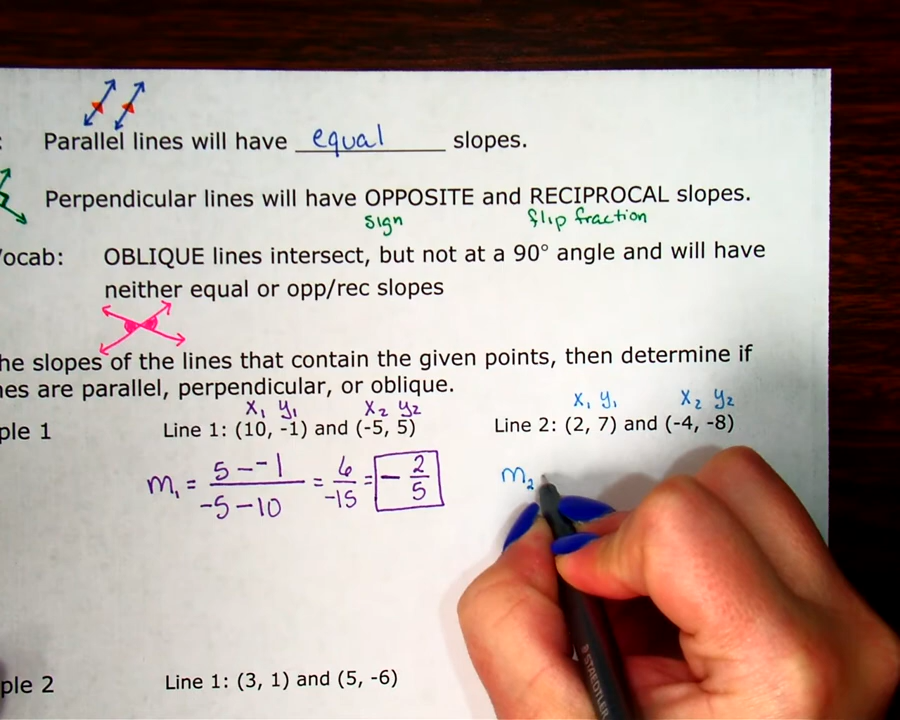 : Parallel lines will have equal slopes.
Perpendicular lines will have OPPOSITE and RECIPROCAL slopes.
sign flip fraction
ocab: OBLIQUE lines intersect, but not at a 90° angle and will have
neither equal or opp/rec slopes
he slopes of the lines that contain the given points, then determine if
nes are parallel, perpendicular, or oblique.
x₁ y₁ x₂ y₂ x₁ y₁ x₂ y₂
ple 1 Line 1: (10, -1) and (-5, 5) Line 2: (2, 7) and (-4, -8)
m₁ = (5 - -1)/(-5 - 10) = 6/-15 = - 2/5 m₂
STAEDTLER
ple 2 Line 1: (3, 1) and (5, -6)